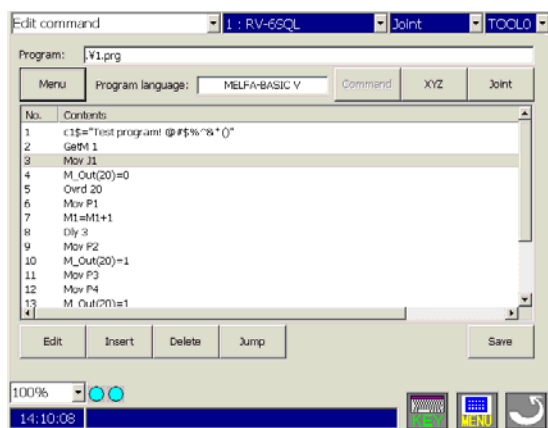 Edit command 1 : RV-6SQL Joint TOOL0
Program: .¥1.prg
Menu Program language: MELFA-BASIC V Command XYZ Joint
No. Contents
1 c1$="Test program! @#$%^&*()"
2 GetM 1
3 Mov J1
4 M_Out(20)=0
5 Ovrd 20
6 Mov P1
7 M1=M1+1
8 Dly 3
9 Mov P2
10 M_Out(20)=1
11 Mov P3
12 Mov P4
13 M_Out(20)=1
Edit Insert Delete Jump Save
100%
14:10:08 KEY MENU